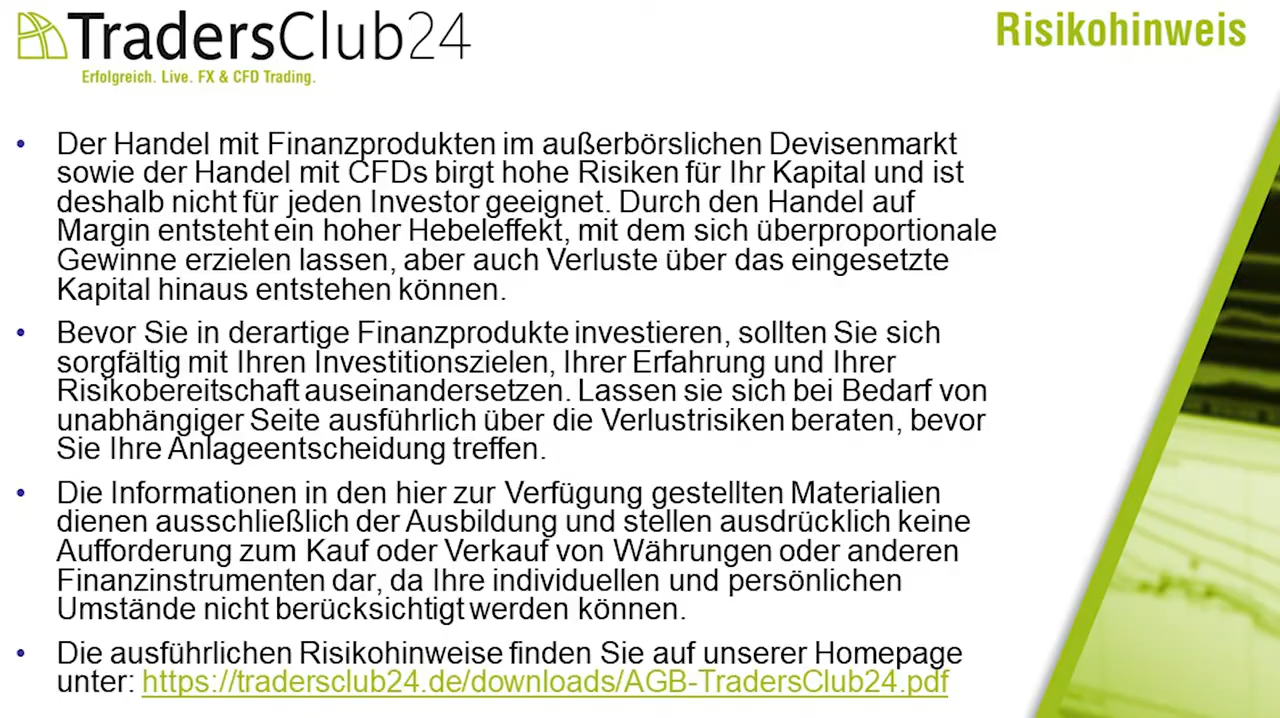 TradersClub24
Risikohinweis
Erfolgreich. Live. FX & CFD Trading.
• Der Handel mit Finanzprodukten im außerbörslichen Devisenmarkt
sowie der Handel mit CFDs birgt hohe Risiken für Ihr Kapital und ist
deshalb nicht für jeden Investor geeignet. Durch den Handel auf
Margin entsteht ein hoher Hebeleffekt, mit dem sich überproportionale
Gewinne erzielen lassen, aber auch Verluste über das eingesetzte
Kapital hinaus entstehen können.
• Bevor Sie in derartige Finanzprodukte investieren, sollten Sie sich
sorgfältig mit Ihren Investitionszielen, Ihrer Erfahrung und Ihrer
Risikobereitschaft auseinandersetzen. Lassen sie sich bei Bedarf von
unabhängiger Seite ausführlich über die Verlustrisiken beraten, bevor
Sie Ihre Anlageentscheidung treffen.
• Die Informationen in den hier zur Verfügung gestellten Materialien
dienen ausschließlich der Ausbildung und stellen ausdrücklich keine
Aufforderung zum Kauf oder Verkauf von Währungen oder anderen
Finanzinstrumenten dar, da Ihre individuellen und persönlichen
Umstände nicht berücksichtigt werden können.
• Die ausführlichen Risikohinweise finden Sie auf unserer Homepage
unter: https://tradersclub24.de/downloads/AGB-TradersClub24.pdf